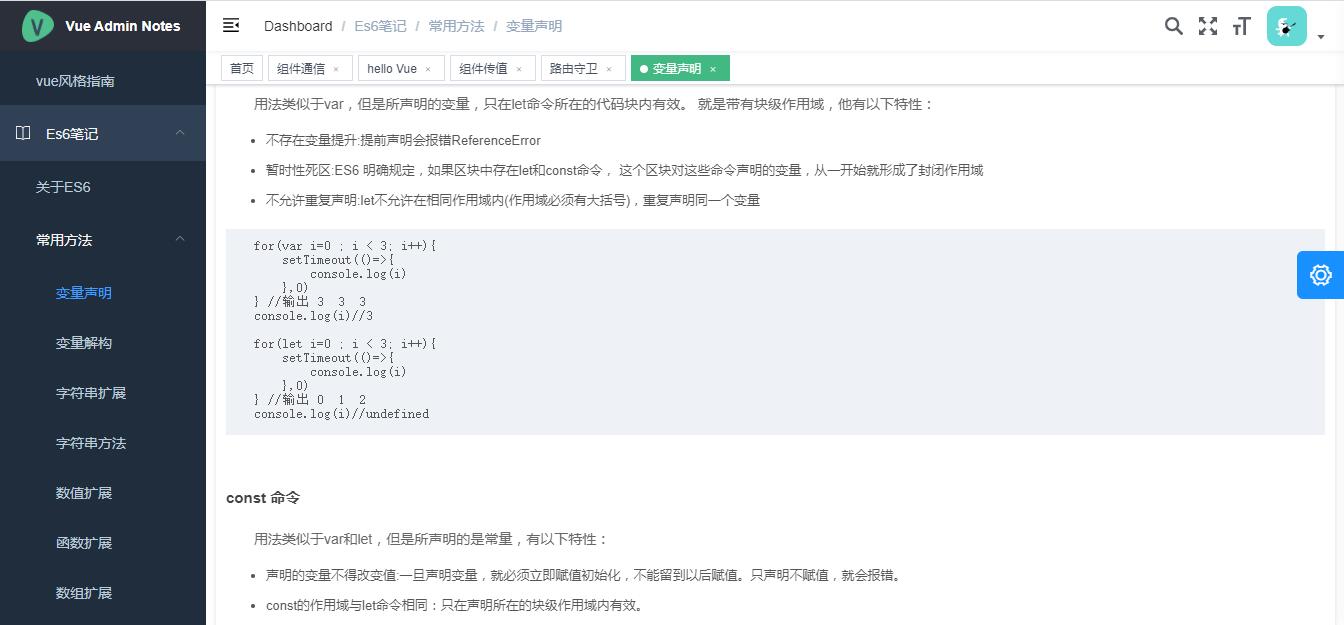 Vue Admin Notes
vue风格指南
Es6笔记
关于ES6
常用方法
变量声明
变量解构
字符串扩展
字符串方法
数值扩展
函数扩展
数组扩展
Dashboard / Es6笔记 / 常用方法 / 变量声明
首页 组件通信 × hello Vue × 组件传值 × 路由守卫 × 变量声明 ×
用法类似于var，但是所声明的变量，只在let命令所在的代码块内有效。 就是带有块级作用域，他有以下特性：
• 不存在变量提升:提前声明会报错ReferenceError
• 暂时性死区:ES6 明确规定，如果区块中存在let和const命令， 这个区块对这些命令声明的变量，从一开始就形成了封闭作用域
• 不允许重复声明:let不允许在相同作用域内(作用域必须有大括号)，重复声明同一个变量
for(var i=0 ; i < 3; i++){
    setTimeout(()=>{
        console.log(i)
    },0)
} //输出 3  3  3
console.log(i)//3
for(let i=0 ; i < 3; i++){
    setTimeout(()=>{
        console.log(i)
    },0)
} //输出 0  1  2
console.log(i)//undefined
const 命令
用法类似于var和let，但是所声明的是常量，有以下特性：
• 声明的变量不得改变值:一旦声明变量，就必须立即赋值初始化，不能留到以后赋值。只声明不赋值，就会报错。
• const的作用域与let命令相同：只在声明所在的块级作用域内有效。